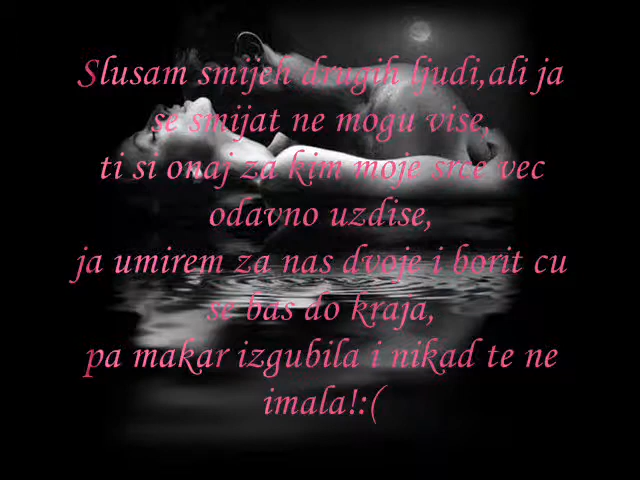 Slusam smijeh drugih ljudi,ali ja
se smijat ne mogu vise,
ti si onaj za kim moje srce vec
odavno uzdise,
ja umirem za nas dvoje i borit cu
se bas do kraja,
pa makar izgubila i nikad te ne
imala!:(